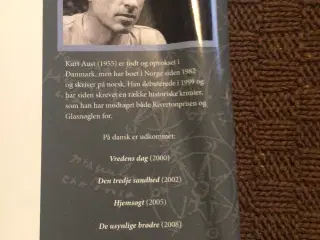 Kurt Aust (1955) er født og opvokset i
Danmark, men har boet i Norge siden 1982
og skriver på norsk. Han debuterede i 1999 og
har siden skrevet en række historiske krimier,
som han har modtaget både Rivertonprisen og
Glasnøglen for.
På dansk er udkommet:
Vredens dag (2000)
Den tredje sandhed (2002)
Hjemsøgt (2005)
De usynlige brødre (2008)